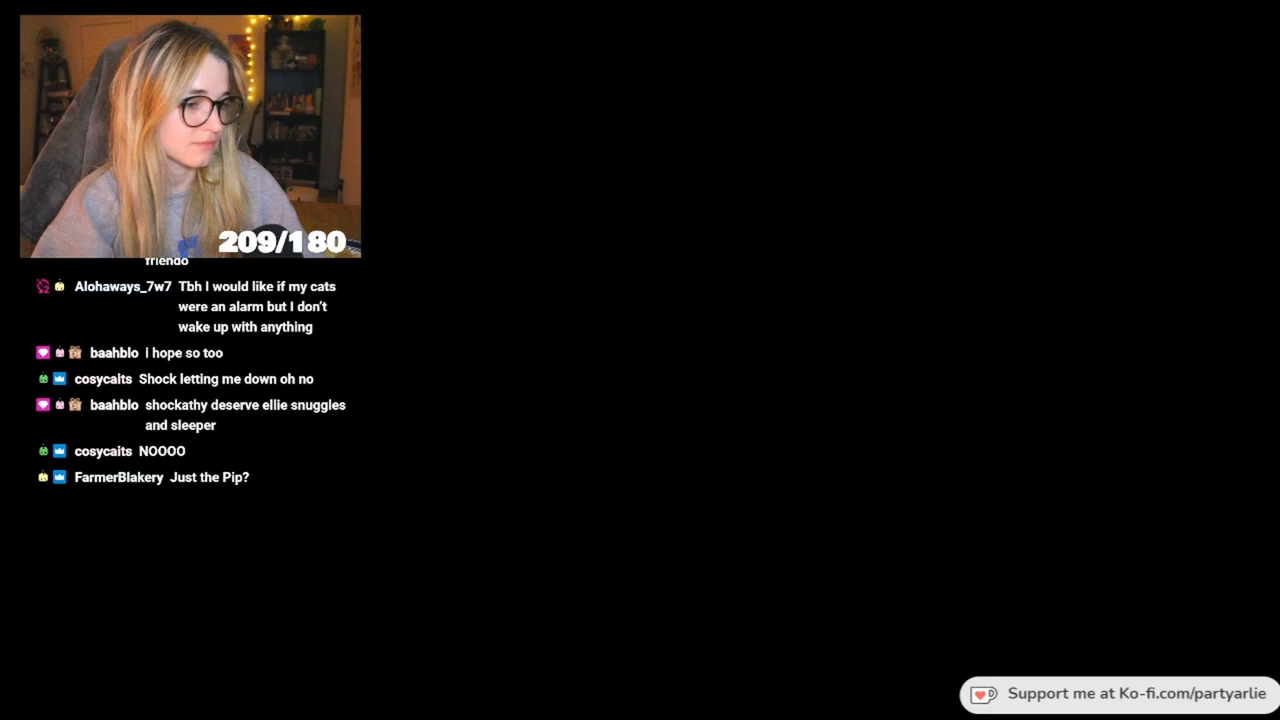 209/180
friendo
Alohaways_7w7 Tbh I would like if my cats
were an alarm but I don't
wake up with anything
baahblo i hope so too
cosycaits Shock letting me down oh no
baahblo shockathy deserve ellie snuggles
and sleeper
cosycaits NOOOO
FarmerBlakery Just the Pip?
Support me at Ko-fi.com/partyarlie